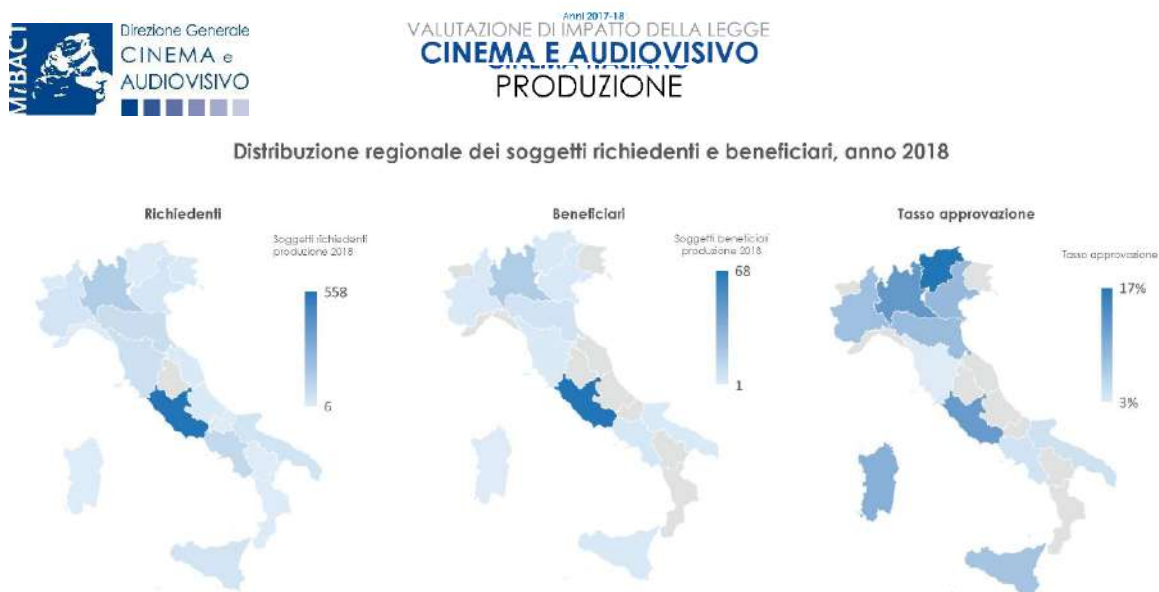 MiBACT
Direzione Generale
CINEMA e
AUDIOVISIVO
Anni 2017-18
VALUTAZIONE DI IMPATTO DELLA LEGGE
CINEMA E AUDIOVISIVO
CINEMA ITALIANO
PRODUZIONE
Distribuzione regionale dei soggetti richiedenti e beneficiari, anno 2018
Richiedenti
Soggetti richiedenti
produzione 2018
558
6
Beneficiari
Soggetti beneficiari
produzione 2018
68
1
Tasso approvazione
Tasso approvazione
17%
3%